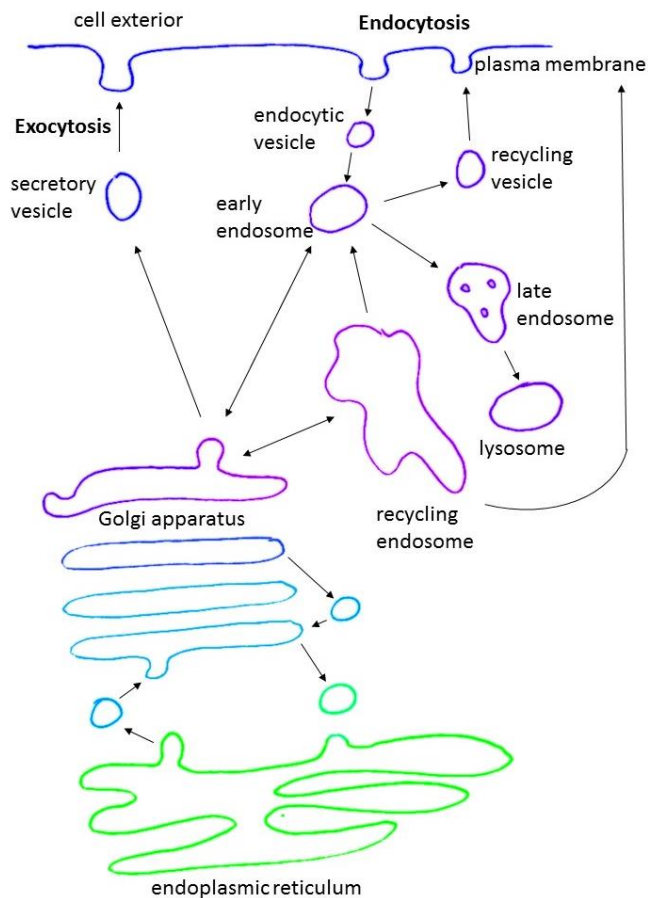 cell exterior
Endocytosis
plasma membrane
endocytic
vesicle
Exocytosis
recycling
vesicle
secretory
vesicle
early
endosome
late
endosome
lysosome
Golgi apparatus
recycling
endosome
endoplasmic reticulum